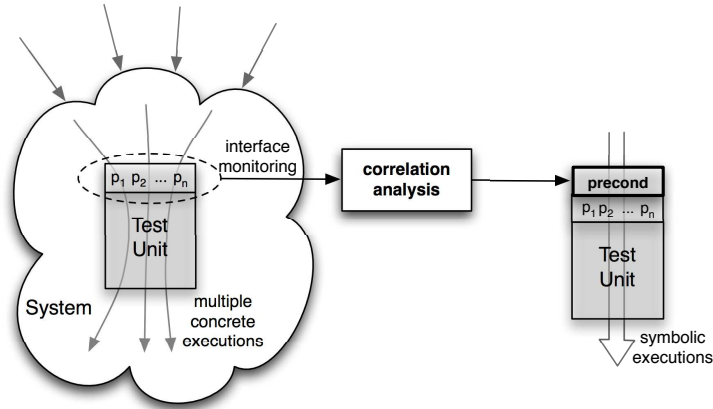 interface
monitoring
p1 p2 ... pn
Test
Unit
System
multiple
concrete
executions
correlation
analysis
precond
p1 p2 ... pn
Test
Unit
symbolic
executions